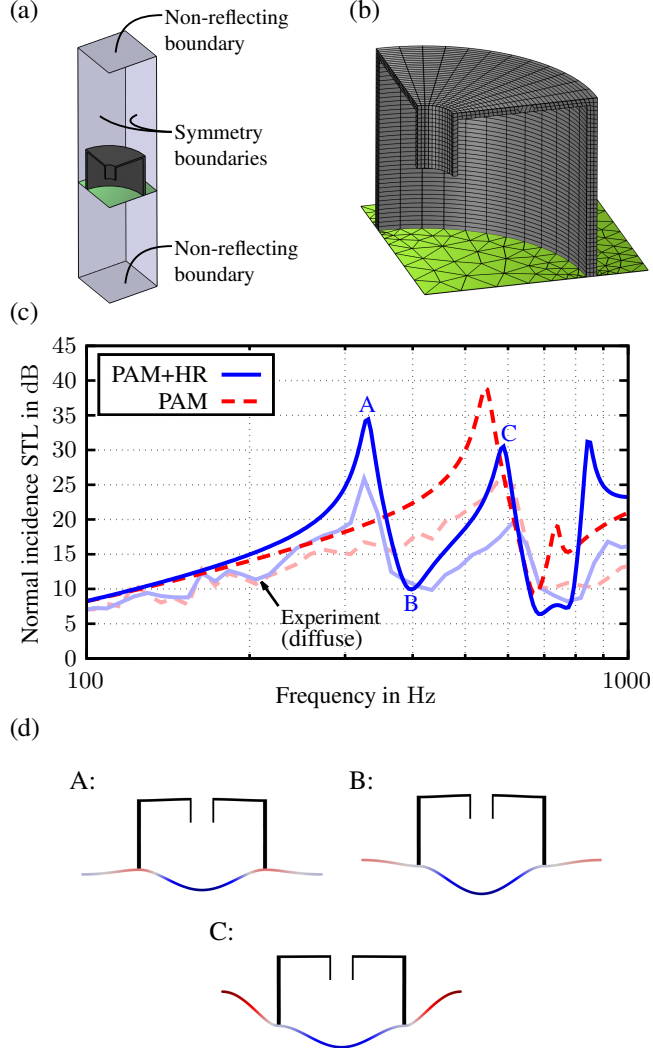 (a)
Non-reflecting
boundary
Symmetry
boundaries
Non-reflecting
boundary
(b)
(c)
Normal incidence STL in dB
45
40
35
30
25
20
15
10
5
0
PAM+HR
PAM
A
C
B
Experiment
(diffuse)
100
1000
Frequency in Hz
(d)
A:
B:
C: